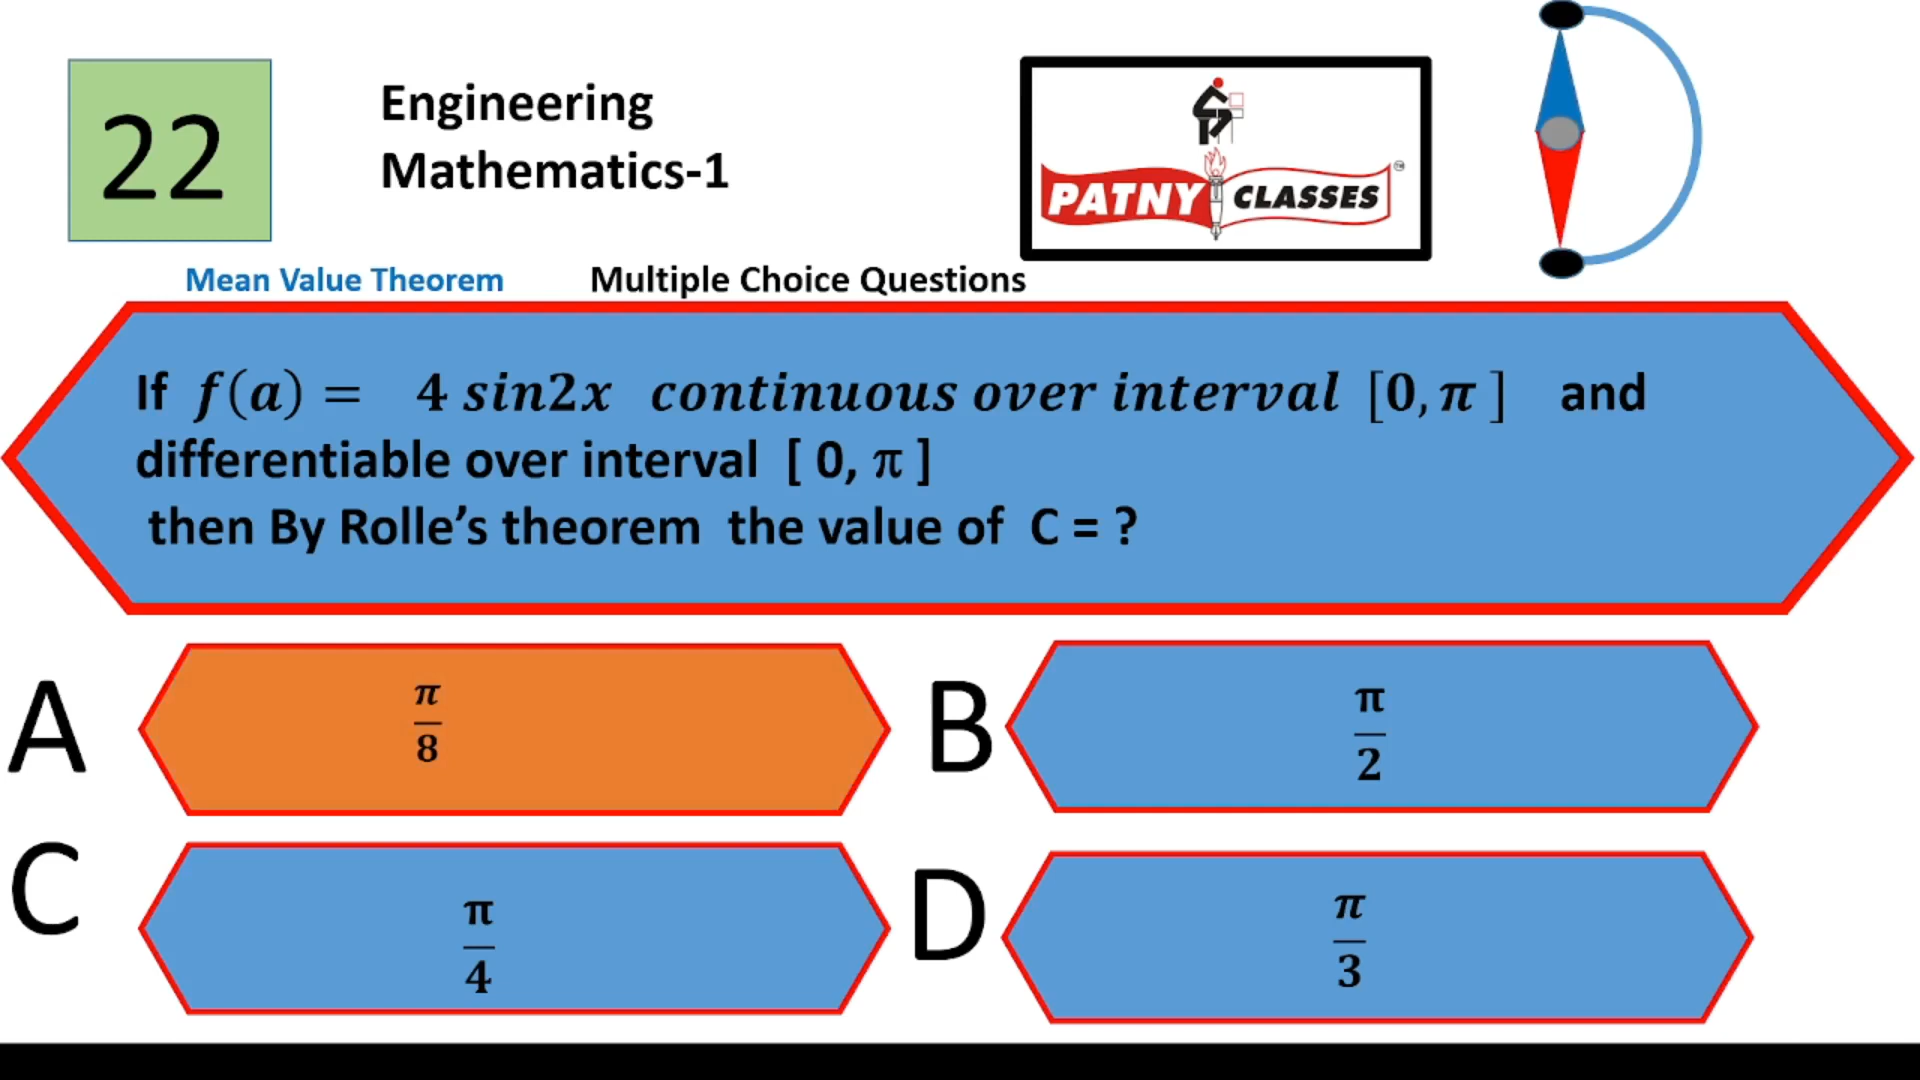 22
Engineering
Mathematics-1
PATNY CLASSES
Mean Value Theorem Multiple Choice Questions
If f(a) = 4 sin2x continuous over interval [0, π ] and
differentiable over interval [ 0, π ]
then By Rolle’s theorem the value of C = ?
A π/8
B π/2
C π/4
D π/3